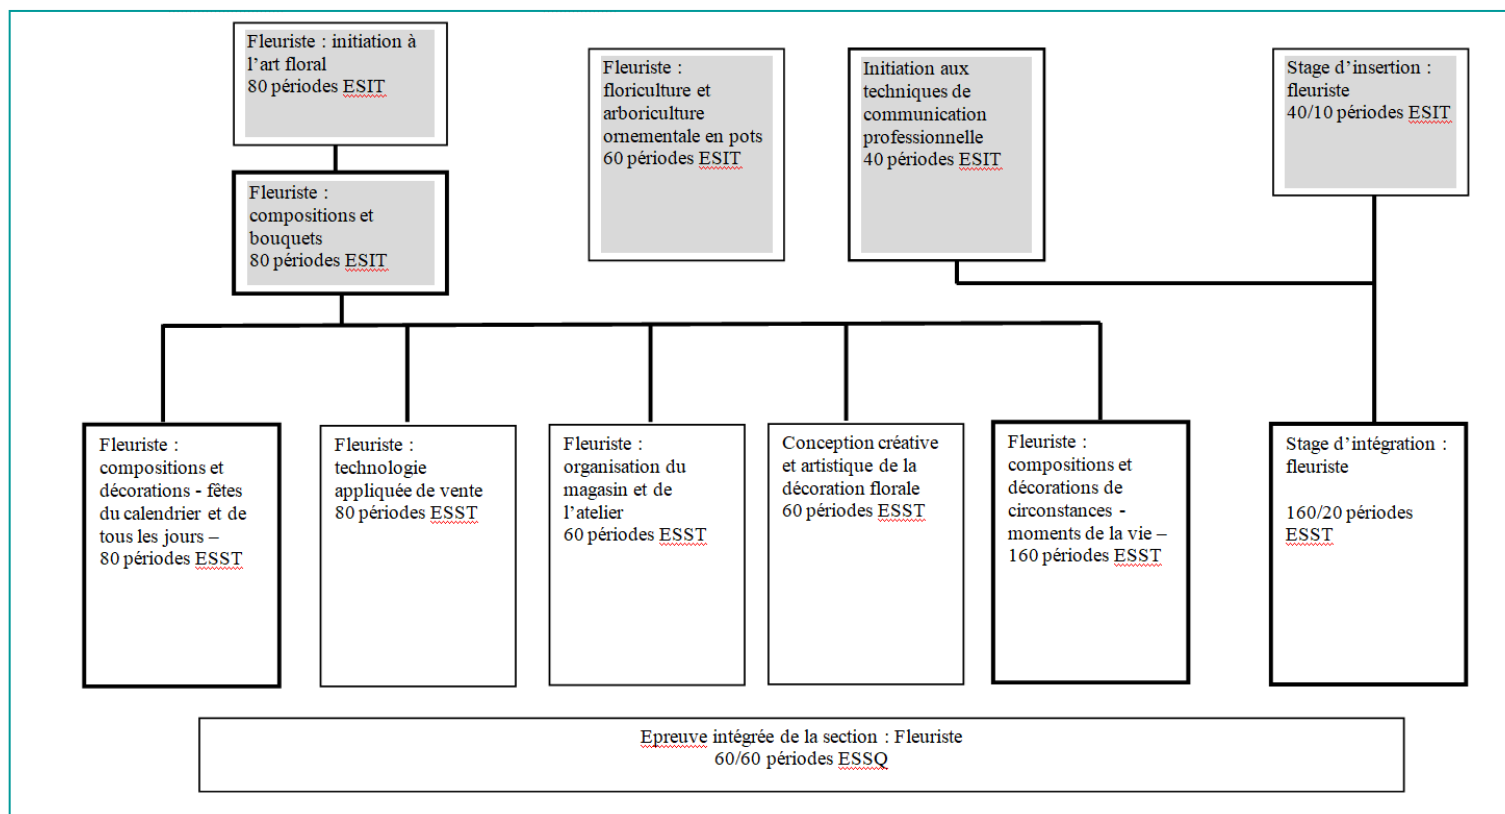 Fleuriste : initiation à
l’art floral
80 périodes ESIT
Fleuriste :
floriculture et
arboriculture
ornementale en pots
60 périodes ESIT
Initiation aux
techniques de
communication
professionnelle
40 périodes ESIT
Stage d’insertion :
fleuriste
40/10 périodes ESIT
Fleuriste :
compositions et
bouquets
80 périodes ESIT
Fleuriste :
compositions et
décorations - fêtes
du calendrier et de
tous les jours –
80 périodes ESST
Fleuriste :
technologie
appliquée de vente
80 périodes ESST
Fleuriste :
organisation du
magasin et de
l’atelier
60 périodes ESST
Conception créative
et artistique de la
décoration florale
60 périodes ESST
Fleuriste :
compositions et
décorations de
circonstances -
moments de la vie –
160 périodes ESST
Stage d’intégration :
fleuriste
160/20 périodes
ESST
Epreuve intégrée de la section : Fleuriste
60/60 périodes ESSQ